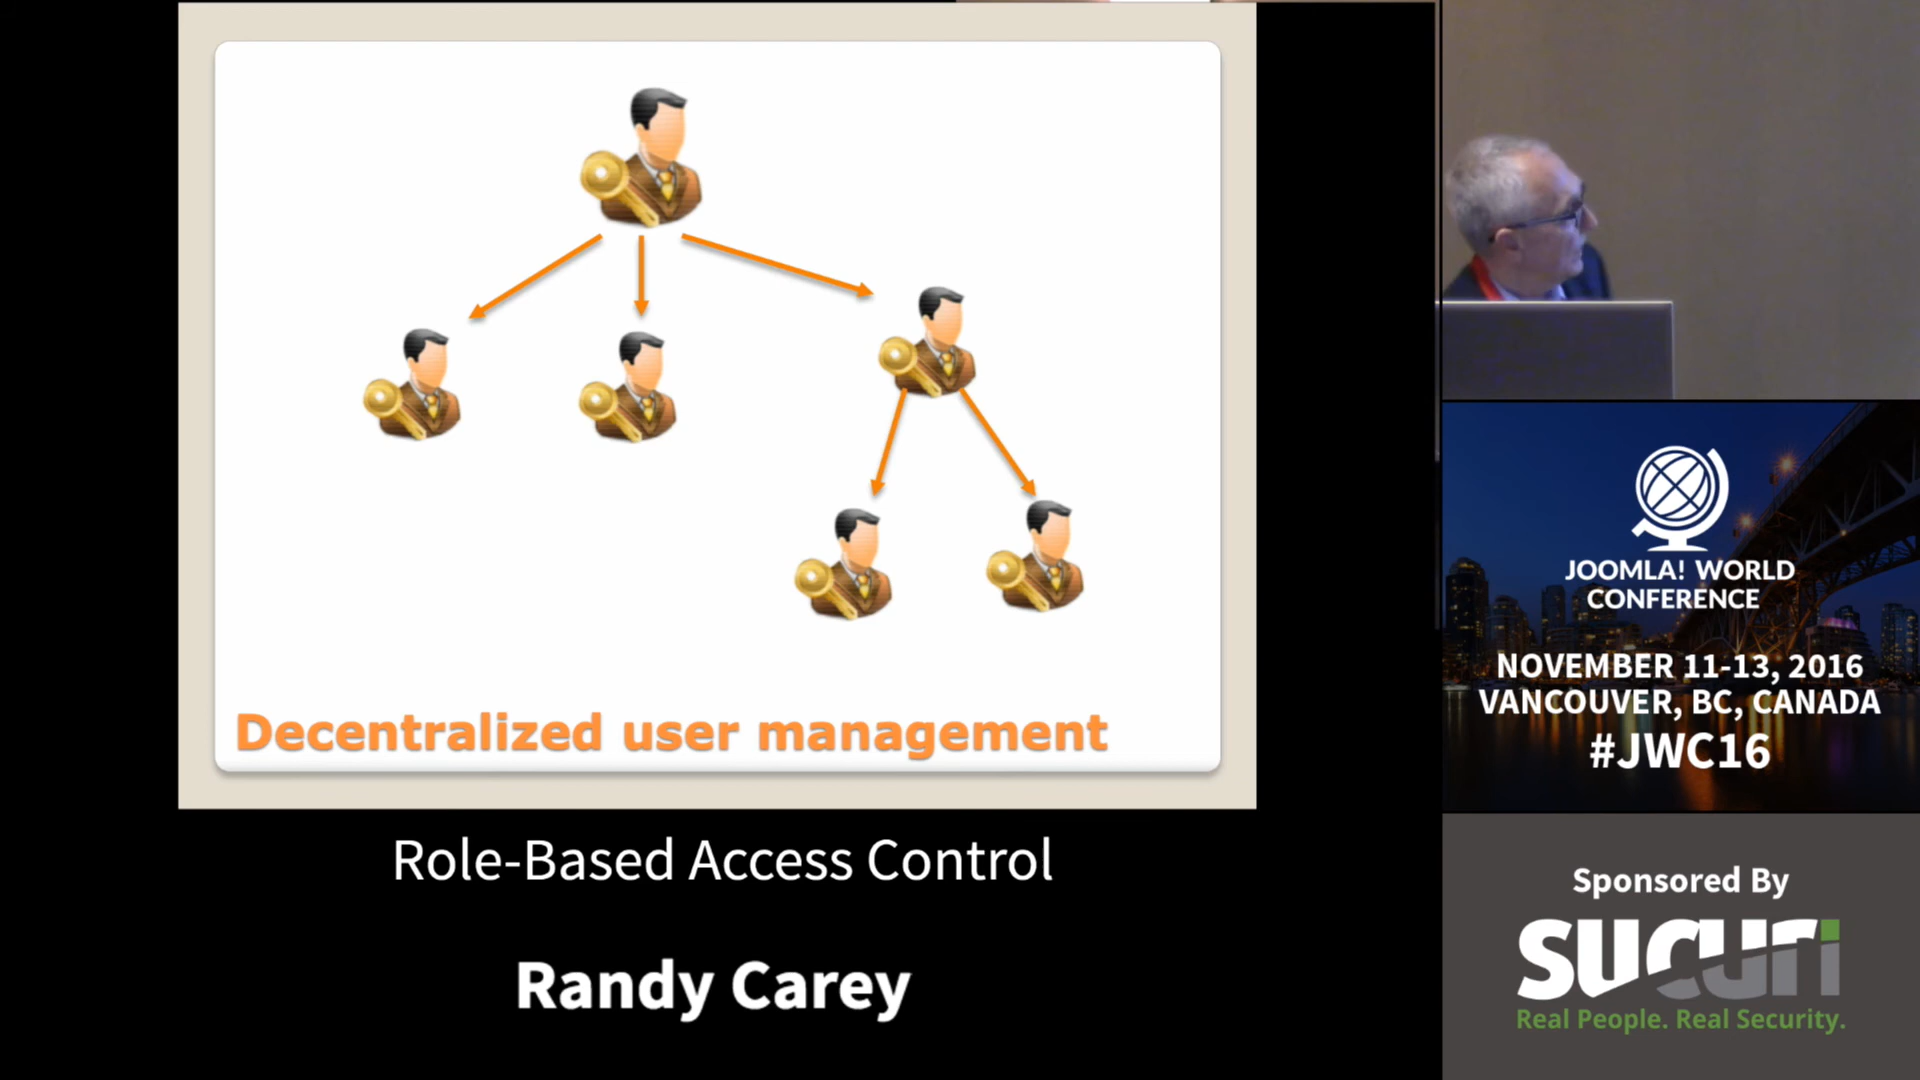 Decentralized user management
Role-Based Access Control
Randy Carey
JOOMLA! WORLD
CONFERENCE
NOVEMBER 11-13, 2016
VANCOUVER, BC, CANADA
#JWC16
Sponsored By
SUCURI
Real People. Real Security.